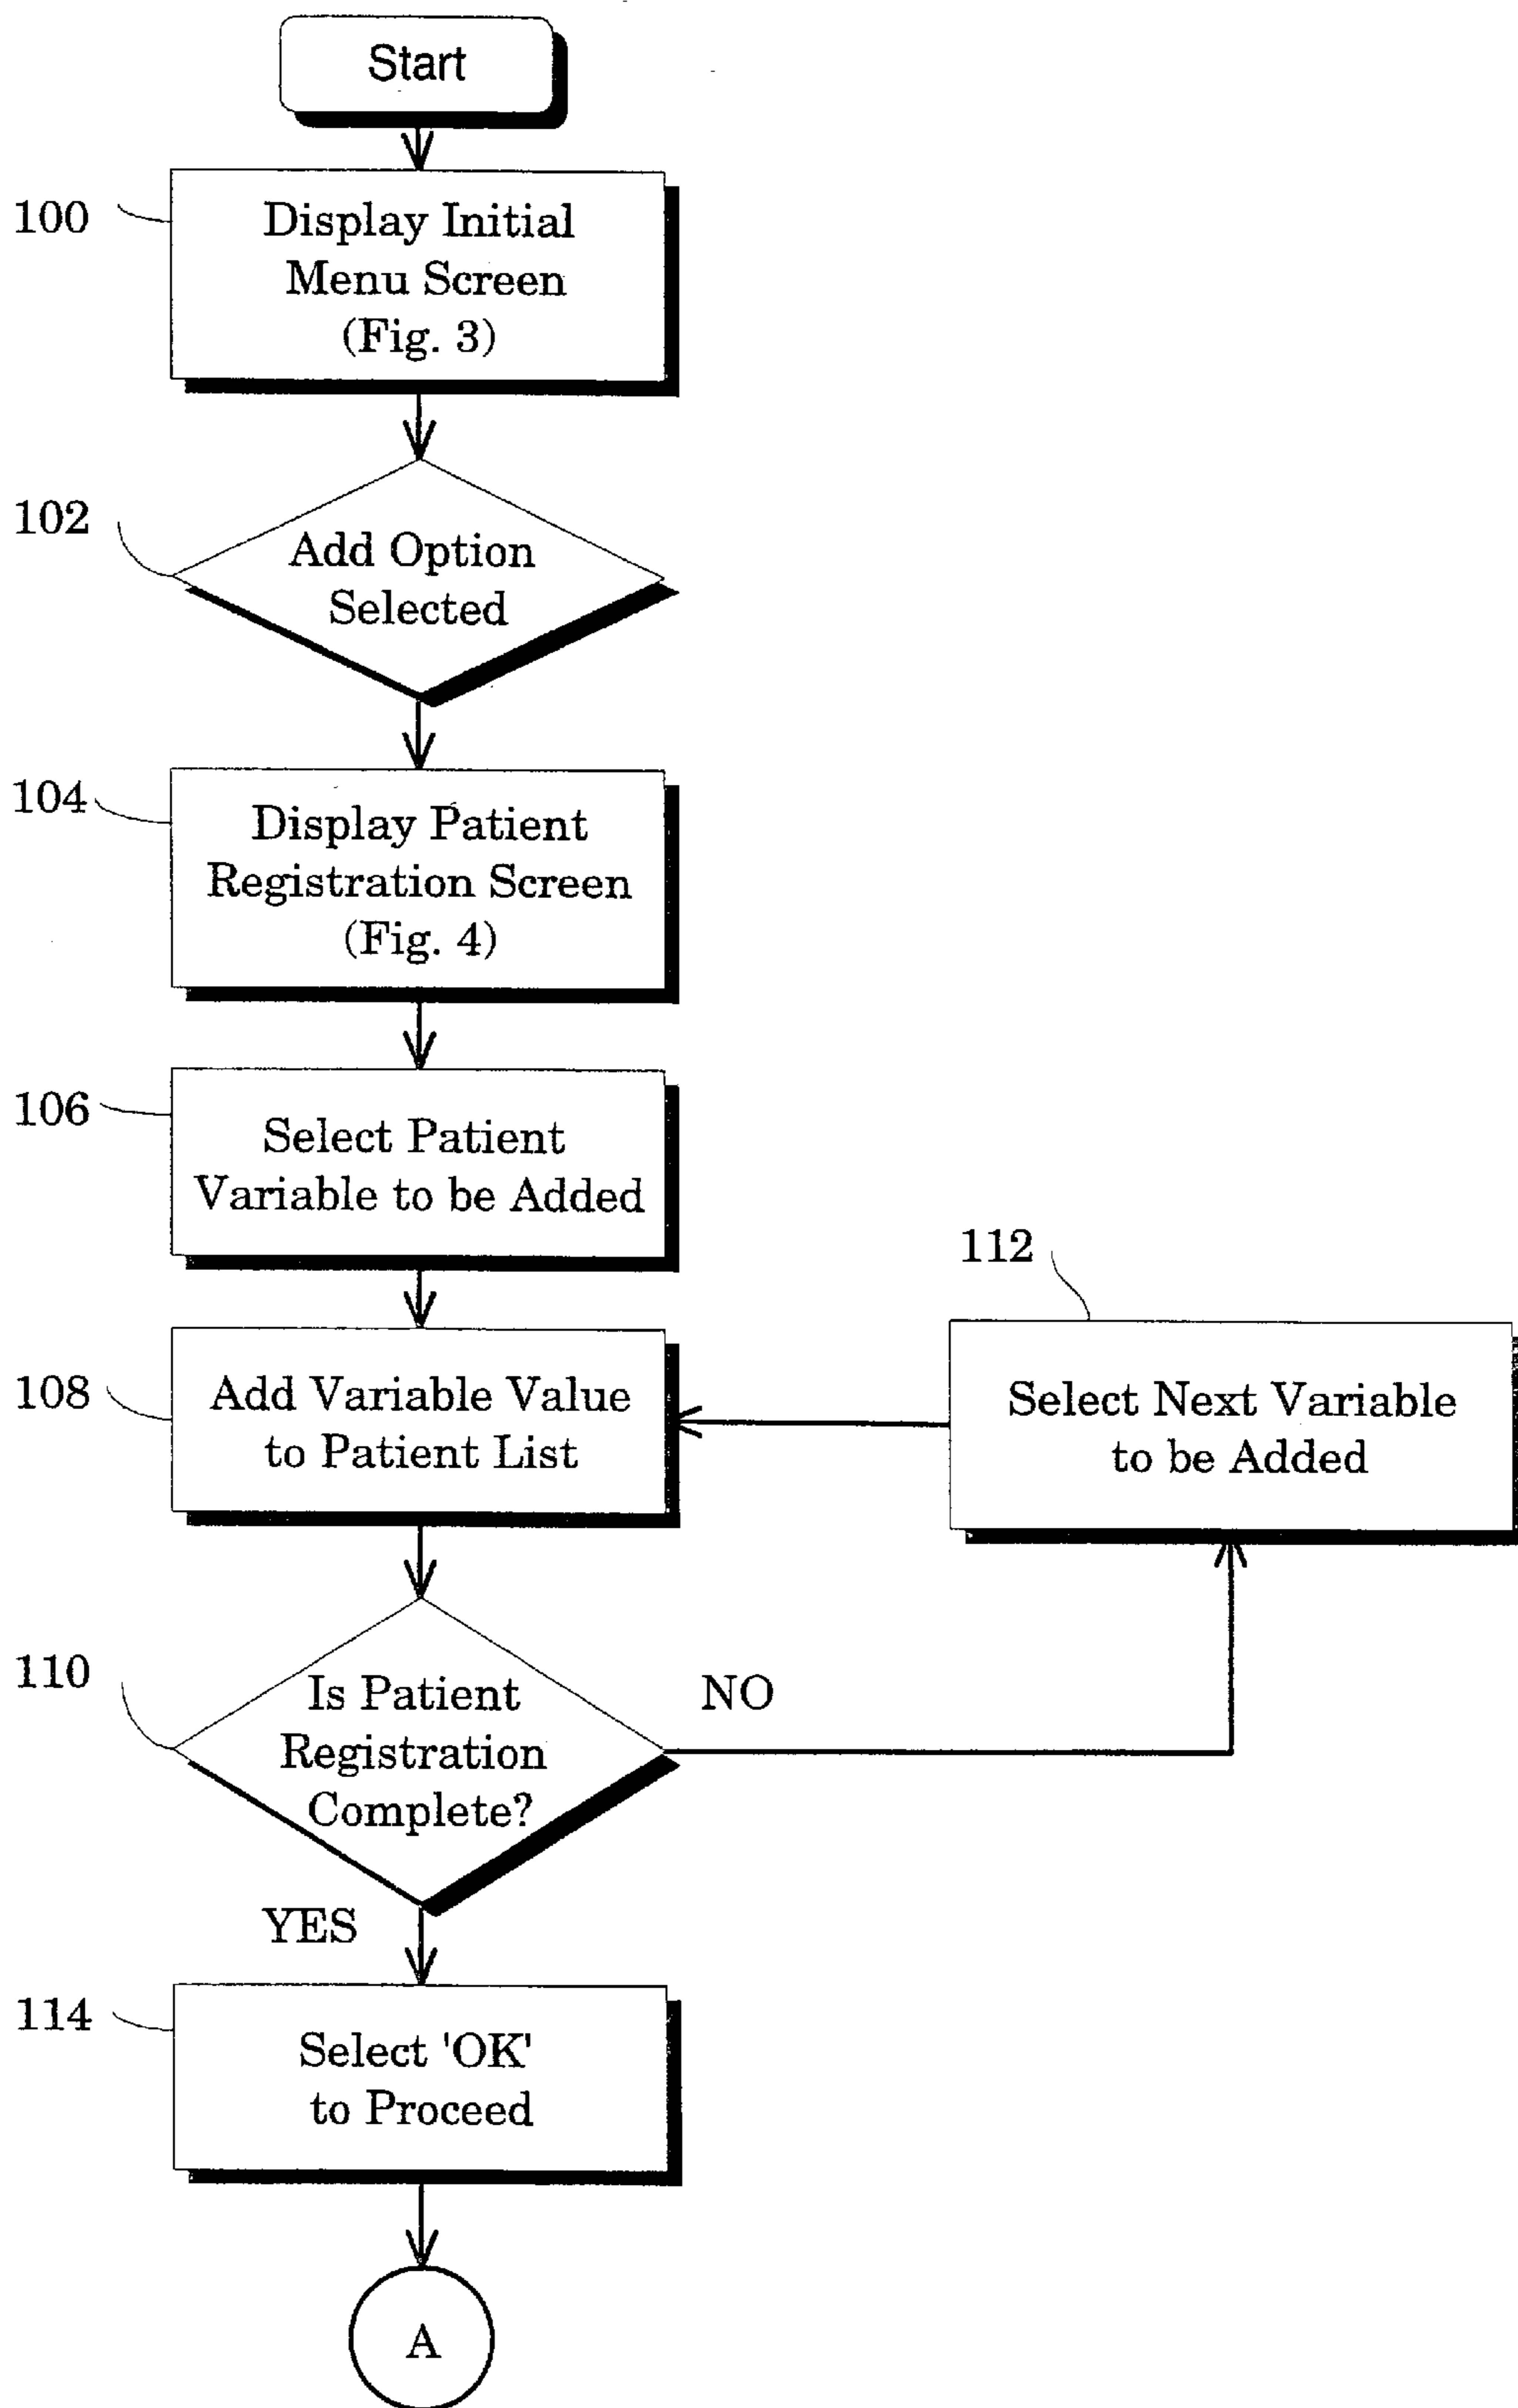 Start
100
Display Initial
Menu Screen
(Fig. 3)
102
Add Option
Selected
104
Display Patient
Registration Screen
(Fig. 4)
106
Select Patient
Variable to be Added
112
108
Add Variable Value
to Patient List
Select Next Variable
to be Added
110
Is Patient
Registration
Complete?
NO
YES
114
Select 'OK'
to Proceed
A